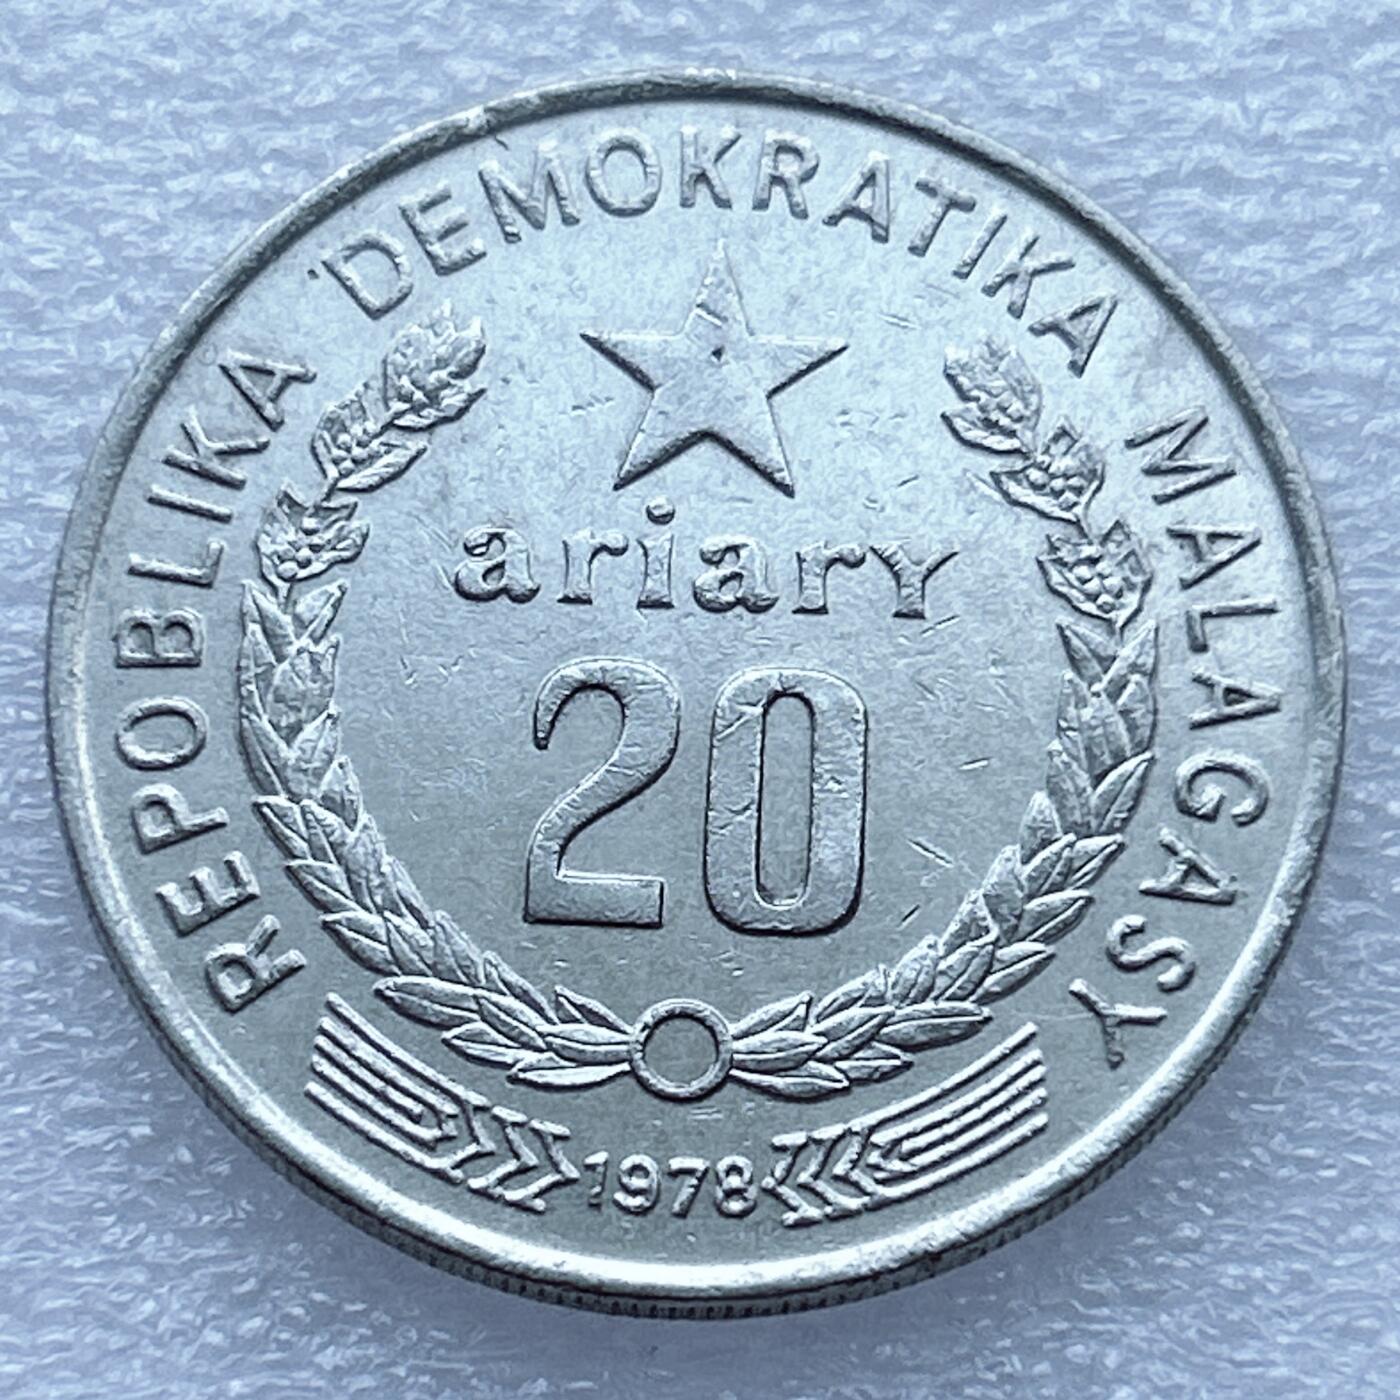 REPOBLIKA DEMOKRATIKA MALAGASY
ariary
20
1978